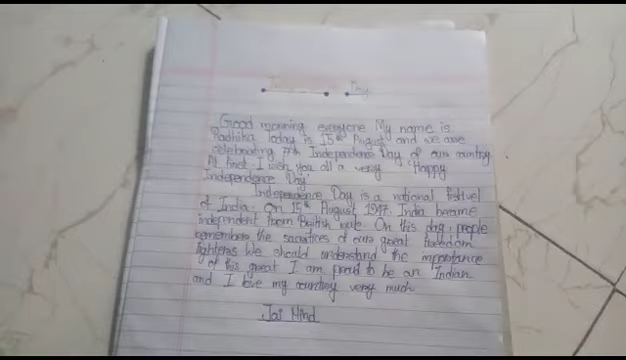 Day
Good morning everyone My name is
Radhika Today is 15th August and we are
celebrating 77th Independance Day of our country
At first I wish you all a very "Happy
Independence Day"
Independence Day is a national festivel
of India. On 15th August 1947. India became
independent from British rule. On this day, people
remembers the sacrifices of ours great freedom
fighters We should understand the importance
of this great I am proud to be an Indian
and I love my country very much
Jai Hind